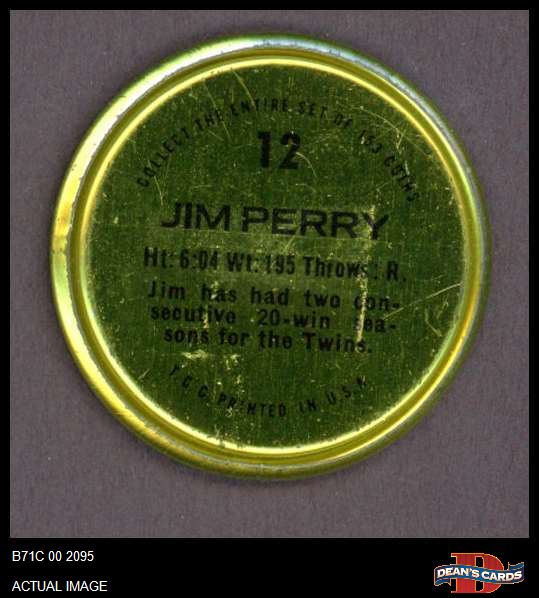 COLLECT THE ENTIRE SET OF 153 COINS
12
JIM PERRY
Ht: 6:04 Wt: 195 Throws: R.
Jim has had two con-
secutive 20-win sea-
sons for the Twins.
T.C.G. PRINTED IN U.S.A.
B71C 00 2095
ACTUAL IMAGE
D
DEAN'S CARDS